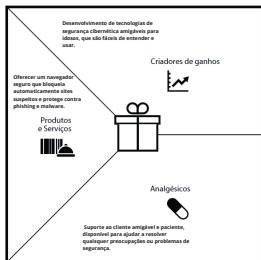 Desenvolvimento de tecnologias de
segurança cibernética amigáveis para
idosos, que são fáceis de entender e
usar.
Criadores de ganhos
Oferecer um navegador
seguro que bloqueia
automaticamente sites
suspeitos e protege contra
phishing e malware.
Produtos
e Serviços
Analgésicos
Suporte ao cliente amigável e paciente,
disponível para ajudar a resolver
quaisquer preocupações ou problemas de
segurança.